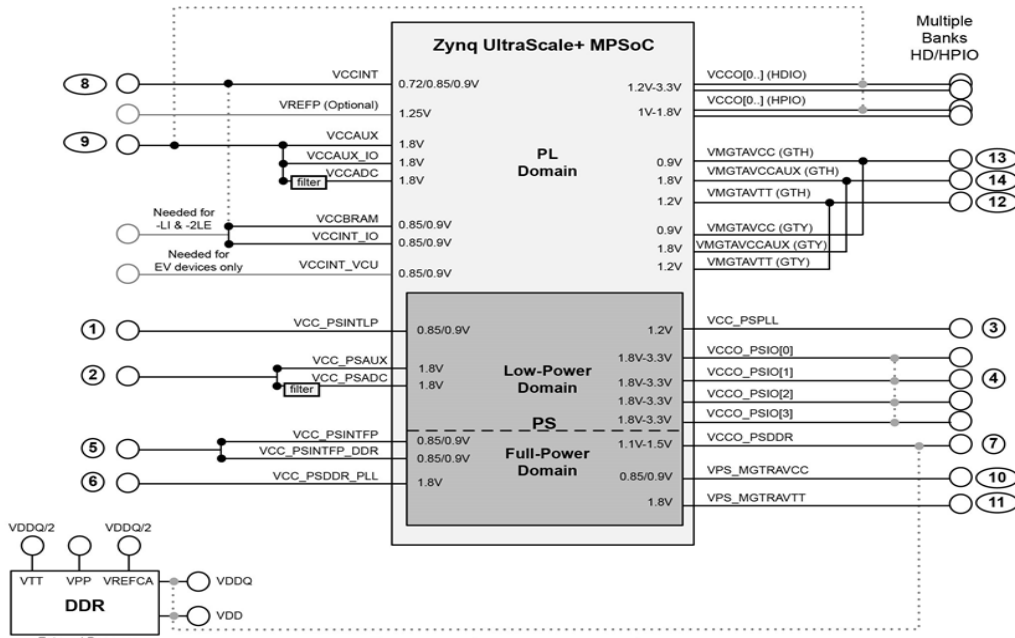 Multiple
Banks
HD/HPIO
Zynq UltraScale+ MPSoC
8
VCCINT
0.72/0.85/0.9V
VREFP (Optional)
1.25V
9
VCCAUX
1.8V
VCCAUX_IO
1.8V
VCCADC
filter
1.8V
Needed for
-LI & -2LE
VCCBRAM
0.85/0.9V
VCCINT_IO
0.85/0.9V
Needed for
EV devices only
VCCINT_VCU
0.85/0.9V
PL
Domain
1.2V-3.3V
VCCO[0..] (HDIO)
1V-1.8V
VCCO[0..] (HPIO)
0.9V
VMGTAVCC (GTH)
13
1.8V
VMGTAVCCAUX (GTH)
14
1.2V
VMGTAVTT (GTH)
12
0.9V
VMGTAVCC (GTY)
1.8V
VMGTAVCCAUX (GTY)
1.2V
VMGTAVTT (GTY)
1
VCC_PSINTLP
0.85/0.9V
2
VCC_PSAUX
1.8V
VCC_PSADC
filter
1.8V
5
VCC_PSINTFP
0.85/0.9V
VCC_PSINTFP_DDR
0.85/0.9V
6
VCC_PSDDR_PLL
1.8V
Low-Power
Domain
PS
Full-Power
Domain
1.2V
VCC_PSPLL
3
1.8V-3.3V
VCCO_PSIO[0]
1.8V-3.3V
VCCO_PSIO[1]
4
1.8V-3.3V
VCCO_PSIO[2]
1.8V-3.3V
VCCO_PSIO[3]
1.1V-1.5V
VCCO_PSDDR
7
0.85/0.9V
VPS_MGTRAVCC
10
1.8V
VPS_MGTRAVTT
11
VDDQ/2
VDDQ/2
VTT
VPP
VREFCA
DDR
VDDQ
VDD